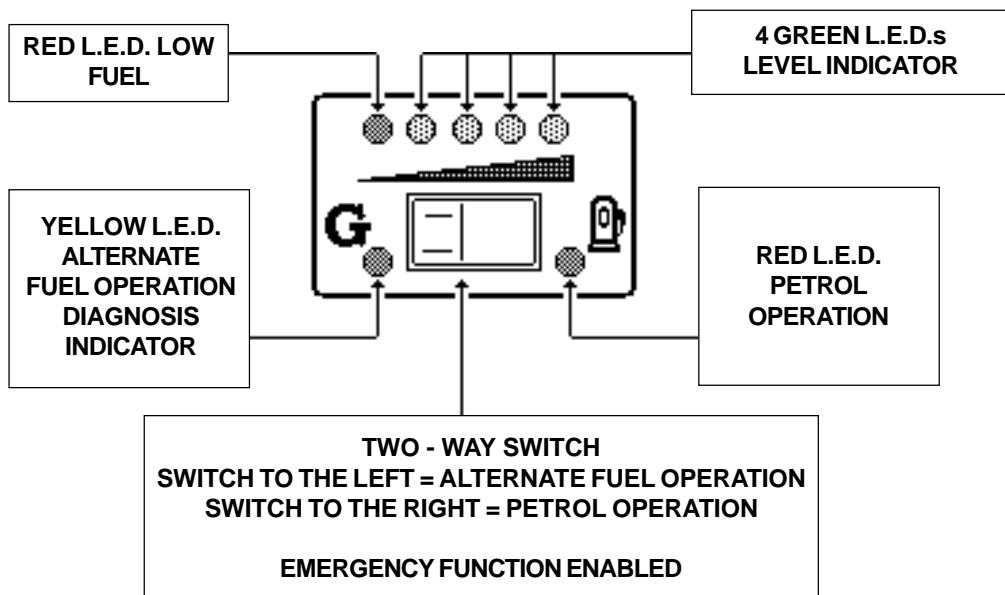 RED L.E.D. LOW
FUEL
4 GREEN L.E.D.s
LEVEL INDICATOR
YELLOW L.E.D.
ALTERNATE
FUEL OPERATION
DIAGNOSIS
INDICATOR
G
RED L.E.D.
PETROL
OPERATION
TWO - WAY SWITCH
SWITCH TO THE LEFT = ALTERNATE FUEL OPERATION
SWITCH TO THE RIGHT = PETROL OPERATION
EMERGENCY FUNCTION ENABLED